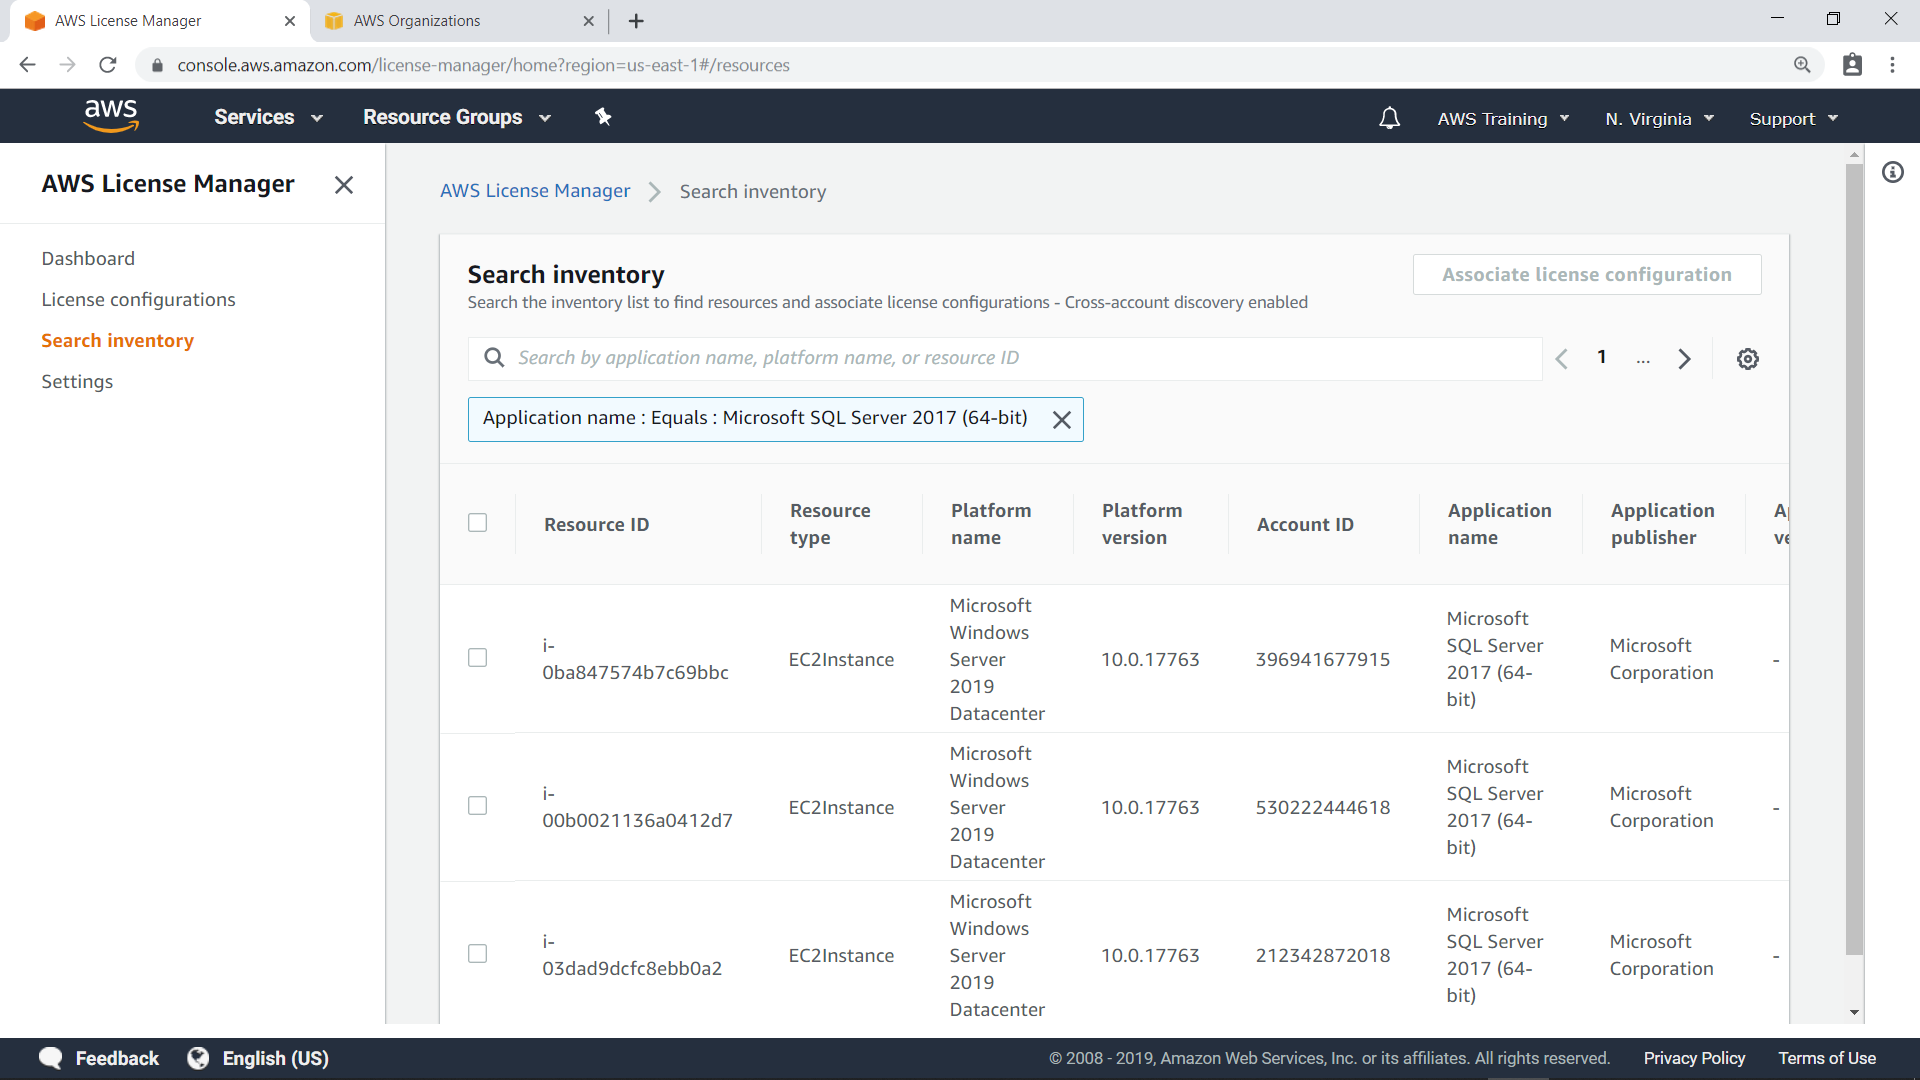 AWS License Manager
AWS Organizations
console.aws.amazon.com/license-manager/home?region=us-east-1#/resources
aws
Services
Resource Groups
AWS Training
N. Virginia
Support
AWS License Manager
Dashboard
License configurations
Search inventory
Settings
AWS License Manager
Search inventory
Search inventory
Search the inventory list to find resources and associate license configurations - Cross-account discovery enabled
Associate license configuration
Search by application name, platform name, or resource ID
1
...
Application name : Equals : Microsoft SQL Server 2017 (64-bit)
Resource ID
Resource
type
Platform
name
Platform
version
Account ID
Application
name
Application
publisher
i-
0ba847574b7c69bbc
EC2Instance
Microsoft
Windows
Server
2019
Datacenter
10.0.17763
396941677915
Microsoft
SQL Server
2017 (64-
bit)
Microsoft
Corporation
-
i-
00b0021136a0412d7
EC2Instance
Microsoft
Windows
Server
2019
Datacenter
10.0.17763
530222444618
Microsoft
SQL Server
2017 (64-
bit)
Microsoft
Corporation
-
i-
03dad9dcfc8ebb0a2
EC2Instance
Microsoft
Windows
Server
2019
Datacenter
10.0.17763
212342872018
Microsoft
SQL Server
2017 (64-
bit)
Microsoft
Corporation
-
Feedback
English (US)
© 2008 - 2019, Amazon Web Services, Inc. or its affiliates. All rights reserved.
Privacy Policy
Terms of Use